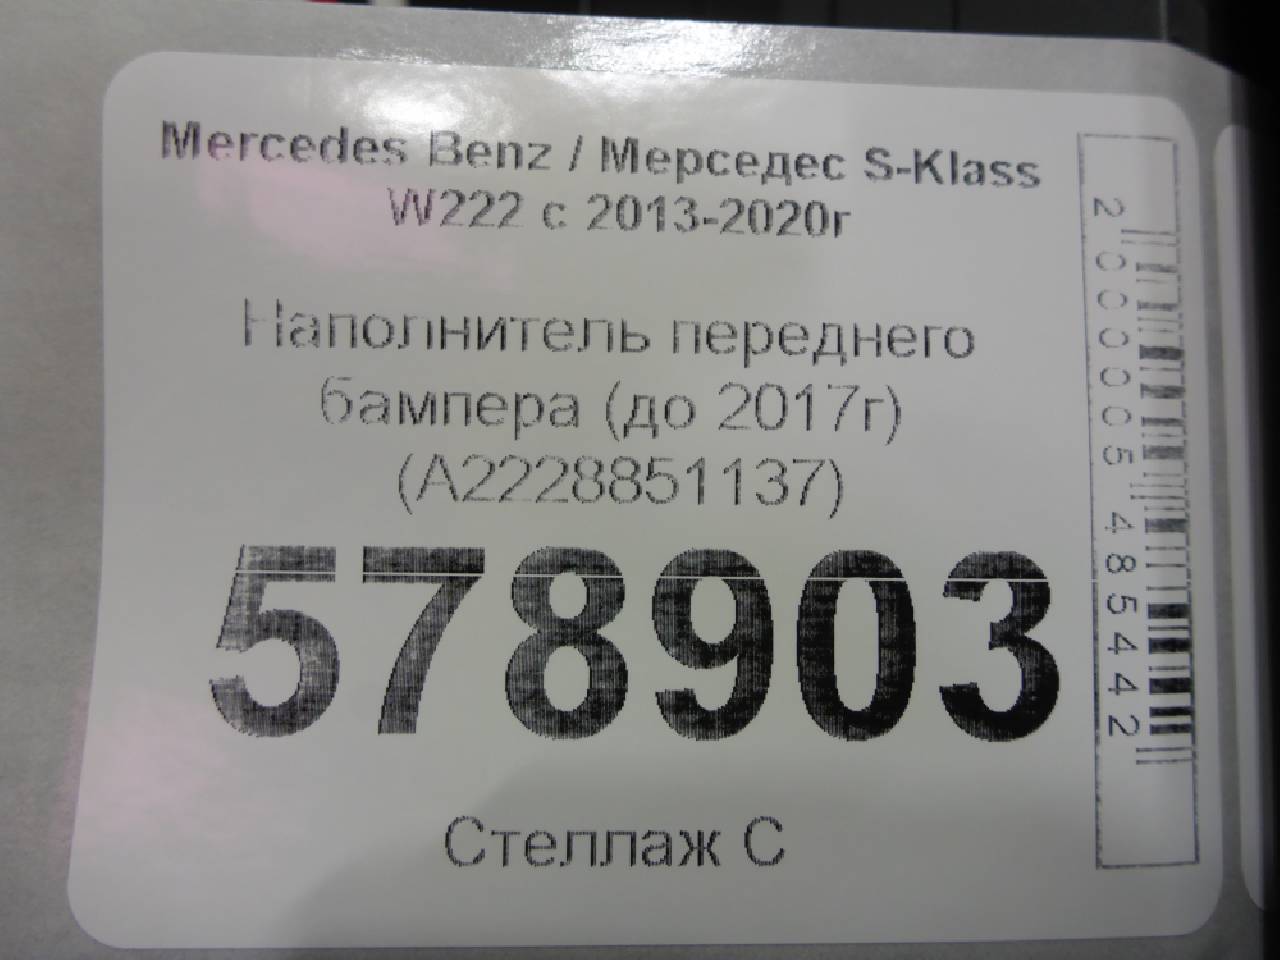 Mercedes Benz / Мерседес S-Klass
W222 с 2013-2020г
Наполнитель переднего
бампера (до 2017г)
(A2228851137)
578903
Стеллаж С
2000005485442